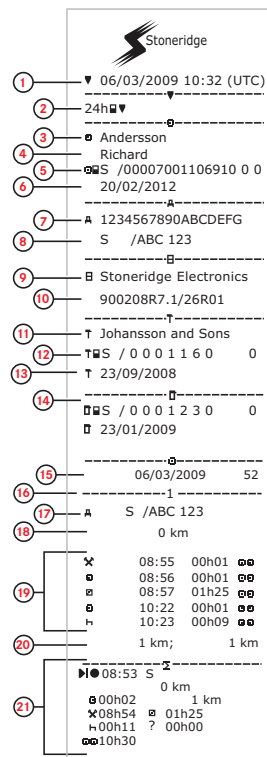 Stoneridge
1 ▼ 06/03/2009 10:32 (UTC)
2 24h▼
3 Andersson
4 Richard
5 S /00007001106910 0 0
6 20/02/2012
A
7 A 1234567890ABCDEFG
8 S /ABC 123
9 Stoneridge Electronics
10 900208R7.1/26R01
11 Johansson and Sons
12 S / 0 0 0 1 1 6 0 0
13 23/09/2008
14
S / 0 0 0 1 2 3 0 0
23/01/2009
15 06/03/2009 52
16 1
17 A S /ABC 123
18 0 km
19
08:55 00h01
08:56 00h01
08:57 01h25
10:22 00h01
10:23 00h09
20 1 km; 1 km
Σ
21 08:53 S
0 km
00h02 1 km
08h54 01h25
00h11 ? 00h00
10h30